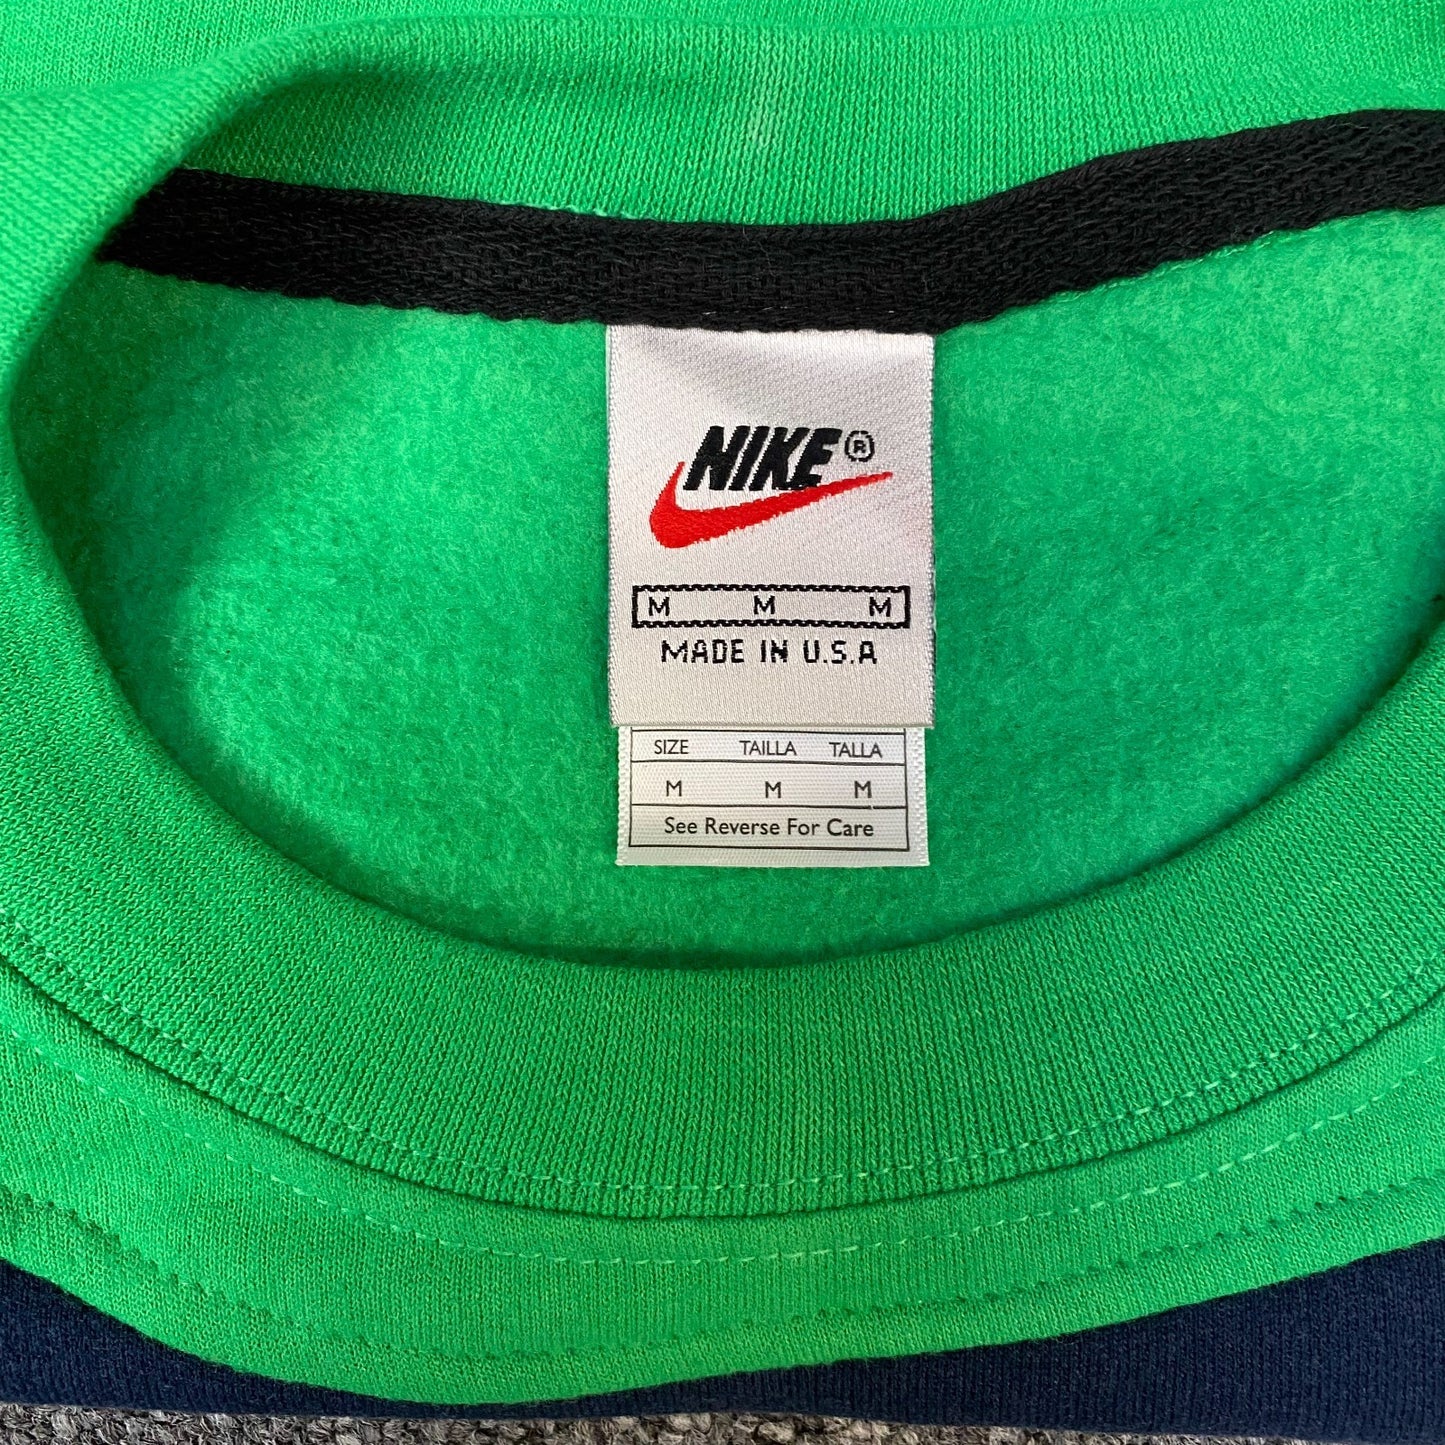 NIKE®
M M M
MADE IN U.S.A
SIZE TAILLA TALLA
M M M
See Reverse For Care